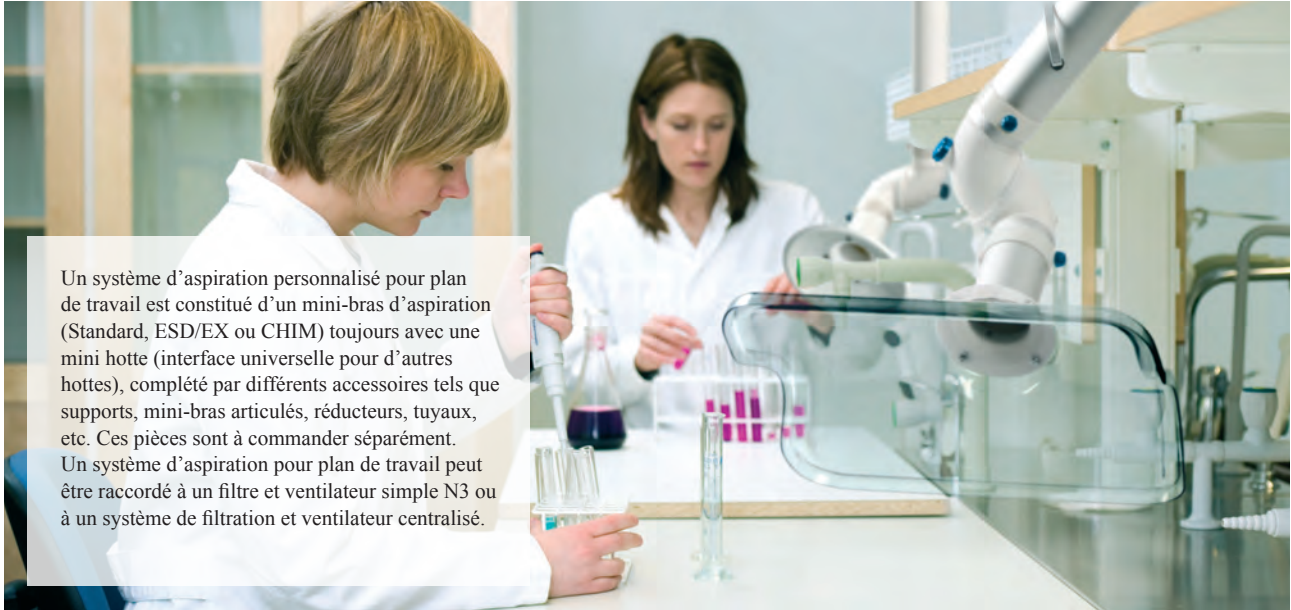 Un système d’aspiration personnalisé pour plan
de travail est constitué d’un mini-bras d’aspiration
(Standard, ESD/EX ou CHIM) toujours avec une
mini hotte (interface universelle pour d’autres
hottes), complété par différents accessoires tels que
supports, mini-bras articulés, réducteurs, tuyaux,
etc. Ces pièces sont à commander séparément.
Un système d’aspiration pour plan de travail peut
être raccordé à un filtre et ventilateur simple N3 ou
à un système de filtration et ventilateur centralisé.